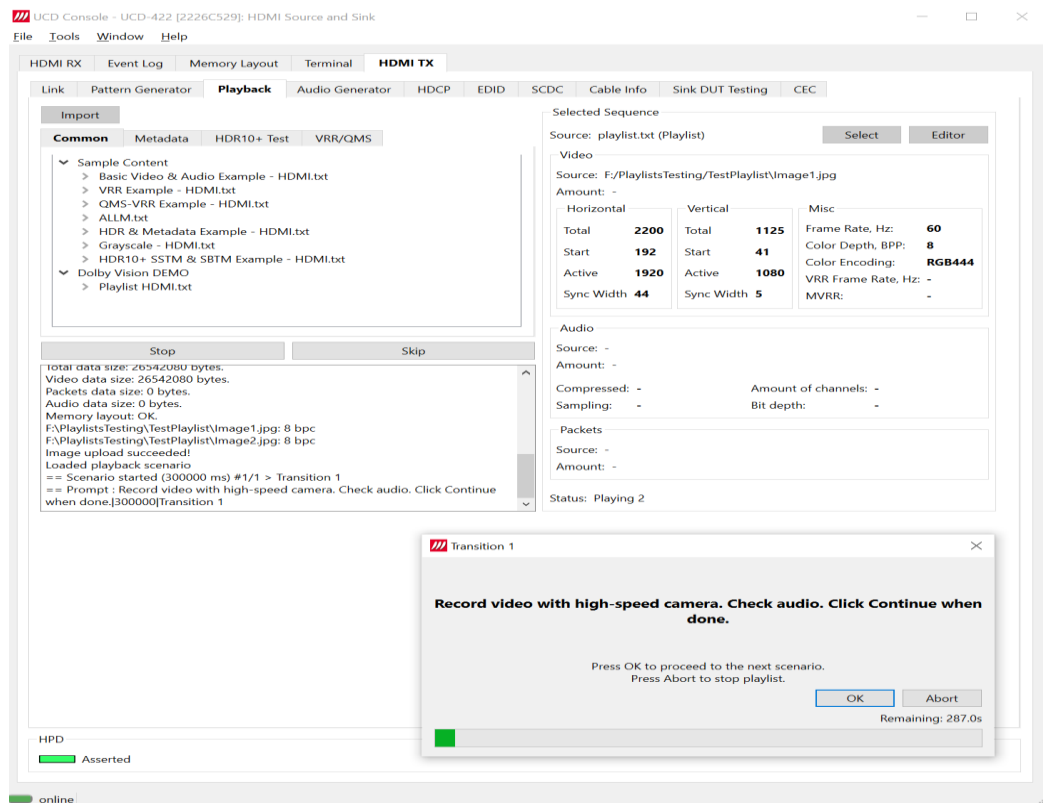 UCD Console - UCD-422 [2226C529]: HDMI Source and Sink
File Tools Window Help
HDMI RX Event Log Memory Layout Terminal HDMI TX
Link Pattern Generator Playback Audio Generator HDCP EDID SCDC Cable Info Sink DUT Testing CEC
Import
Common Metadata HDR10+ Test VRR/QMS
Sample Content
Basic Video & Audio Example - HDMI.txt
VRR Example - HDMI.txt
QMS-VRR Example - HDMI.txt
ALLM.txt
HDR & Metadata Example - HDMI.txt
Grayscale - HDMI.txt
HDR10+ SSTM & SBTM Example - HDMI.txt
Dolby Vision DEMO
Playlist HDMI.txt
Stop Skip
Total data size: 26542080 bytes.
Video data size: 26542080 bytes.
Packets data size: 0 bytes.
Audio data size: 0 bytes.
Memory layout: OK.
F:\PlaylistsTesting\TestPlaylist\Image1.jpg: 8 bpc
F:\PlaylistsTesting\TestPlaylist\Image2.jpg: 8 bpc
Image upload succeeded!
Loaded playback scenario
== Scenario started (300000 ms) #1/1 > Transition 1
== Prompt : Record video with high-speed camera. Check audio. Click Continue
when done.|300000|Transition 1
Selected Sequence
Source: playlist.txt (Playlist) Select Editor
Video
Source: F:/PlaylistsTesting/TestPlaylist\Image1.jpg
Amount: -
Horizontal Vertical Misc
Total 2200 Total 1125 Frame Rate, Hz: 60
Start 192 Start 41 Color Depth, BPP: 8
Color Encoding: RGB444
Active 1920 Active 1080 VRR Frame Rate, Hz: -
Sync Width 44 Sync Width 5 MVRR: -
Audio
Source: -
Amount: -
Compressed: - Amount of channels: -
Sampling: - Bit depth: -
Packets
Source: -
Amount: -
Status: Playing 2
Transition 1
Record video with high-speed camera. Check audio. Click Continue when
done.
Press OK to proceed to the next scenario.
Press Abort to stop playlist.
OK Abort
Remaining: 287.0s
HPD
Asserted
online